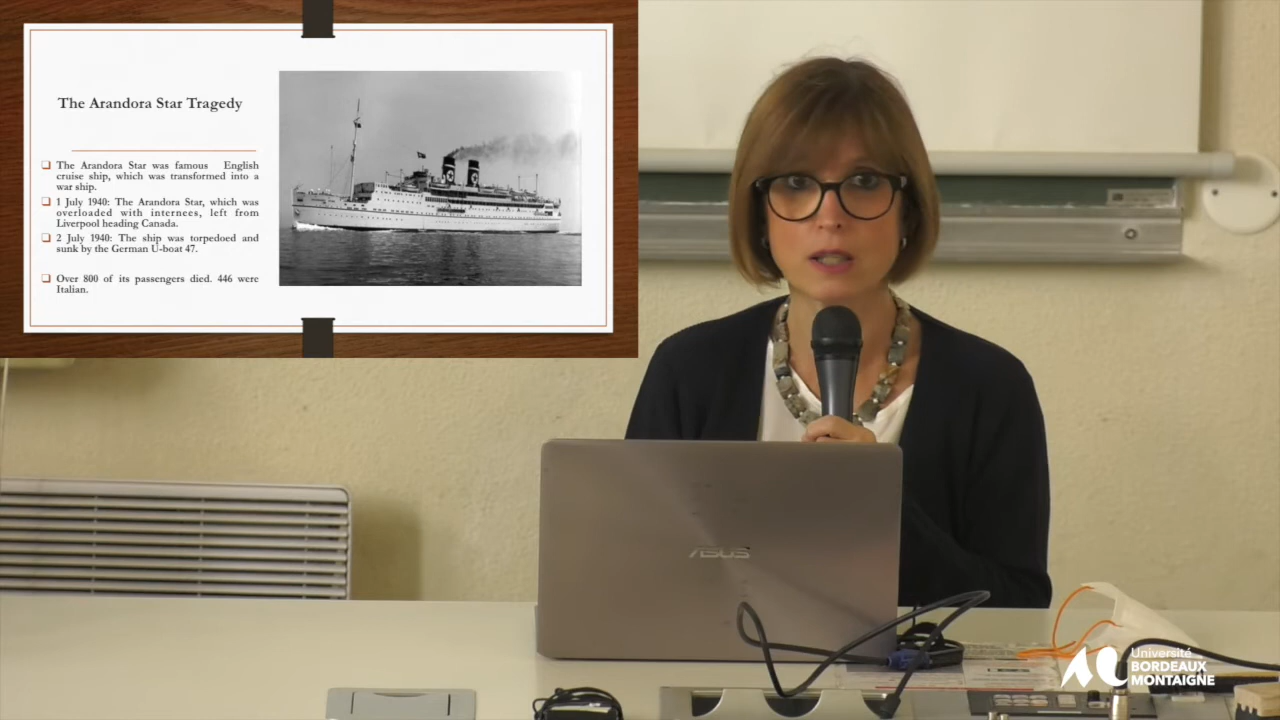 The Arandora Star Tragedy
The Arandora Star was famous English
cruise ship, which was transformed into a
war ship.
1 July 1940: The Arandora Star, which was
overloaded with internees, left from
Liverpool heading Canada.
2 July 1940: The ship was torpedoed and
sunk by the German U-boat 47.
Over 800 of its passengers died. 446 were
Italian.
ASUS
Université
BORDEAUX
MONTAIGNE